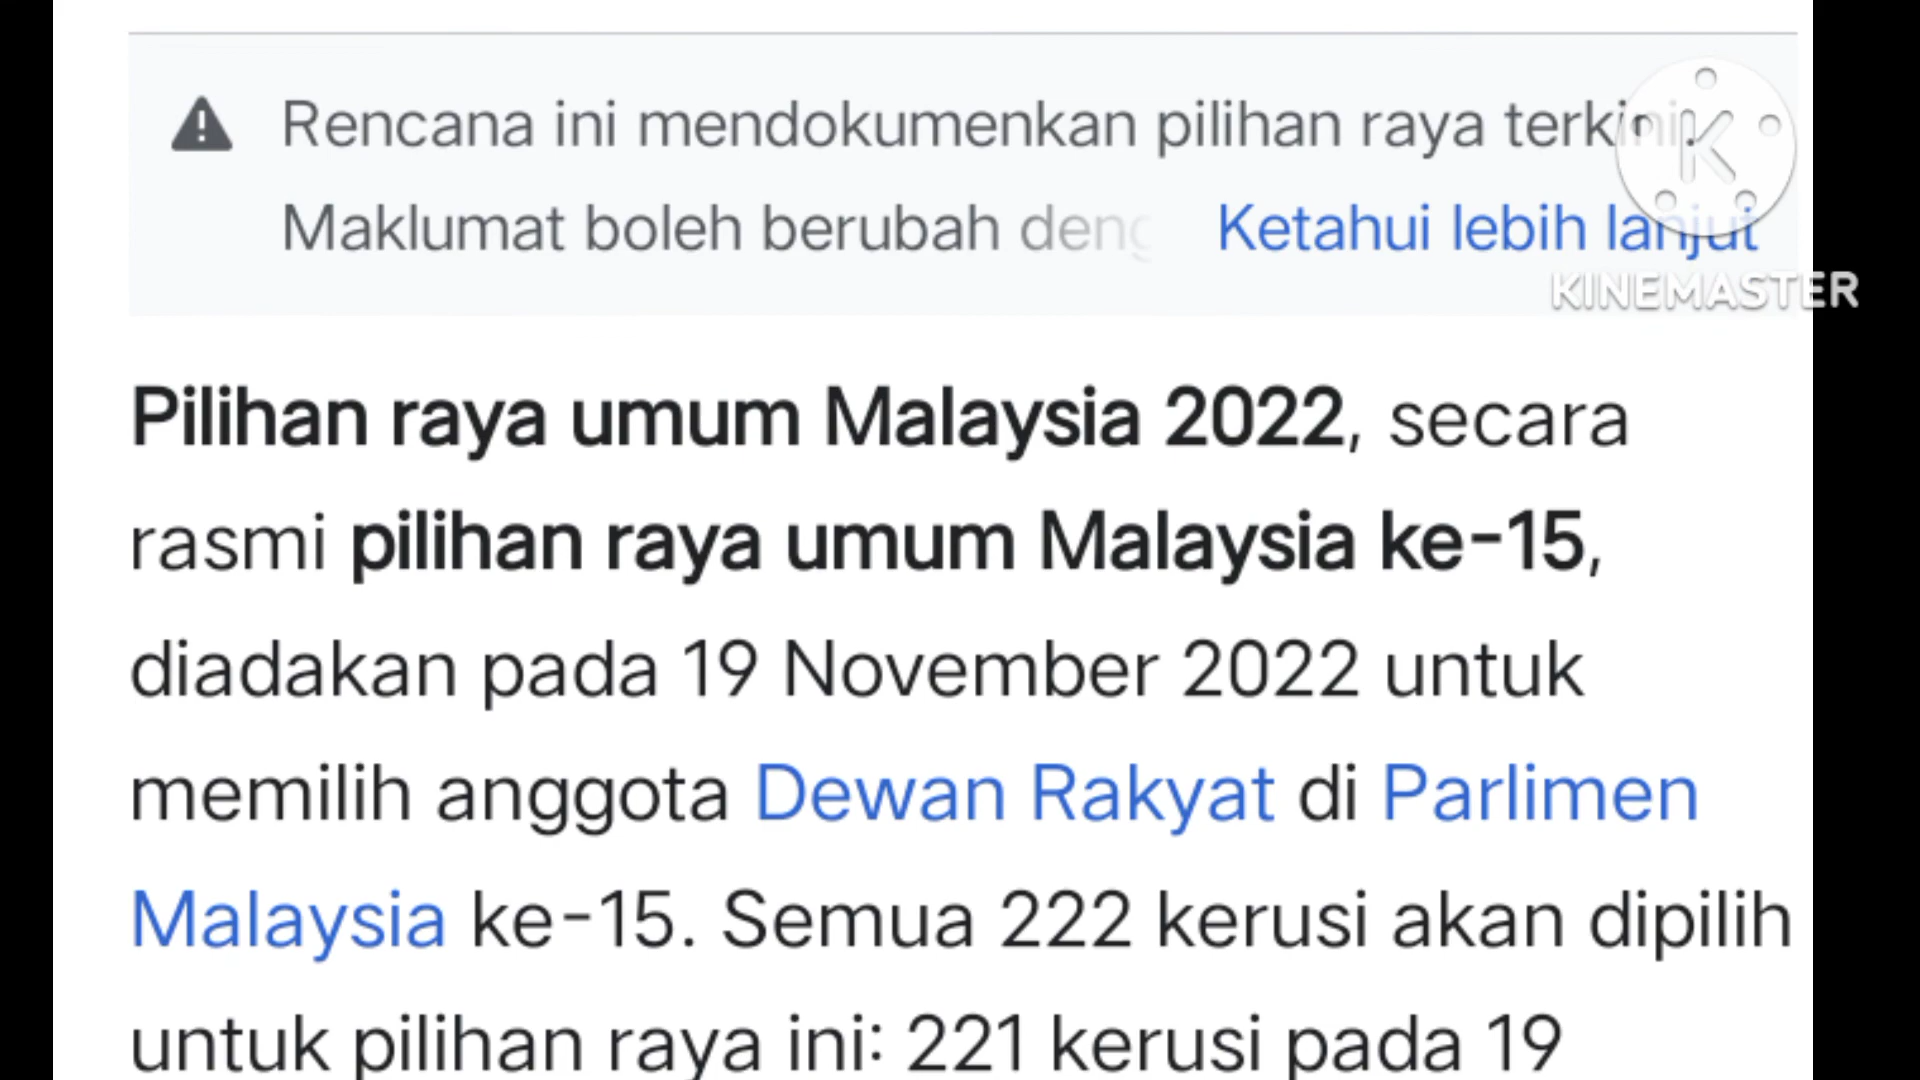 Rencana ini mendokumenkan pilihan raya terkini.
Maklumat boleh berubah deng
Ketahui lebih lanjut
K
KINEMASTER
Pilihan raya umum Malaysia 2022, secara
rasmi pilihan raya umum Malaysia ke-15,
diadakan pada 19 November 2022 untuk
memilih anggota Dewan Rakyat di Parlimen
Malaysia ke-15. Semua 222 kerusi akan dipilih
untuk pilihan raya ini: 221 kerusi pada 19